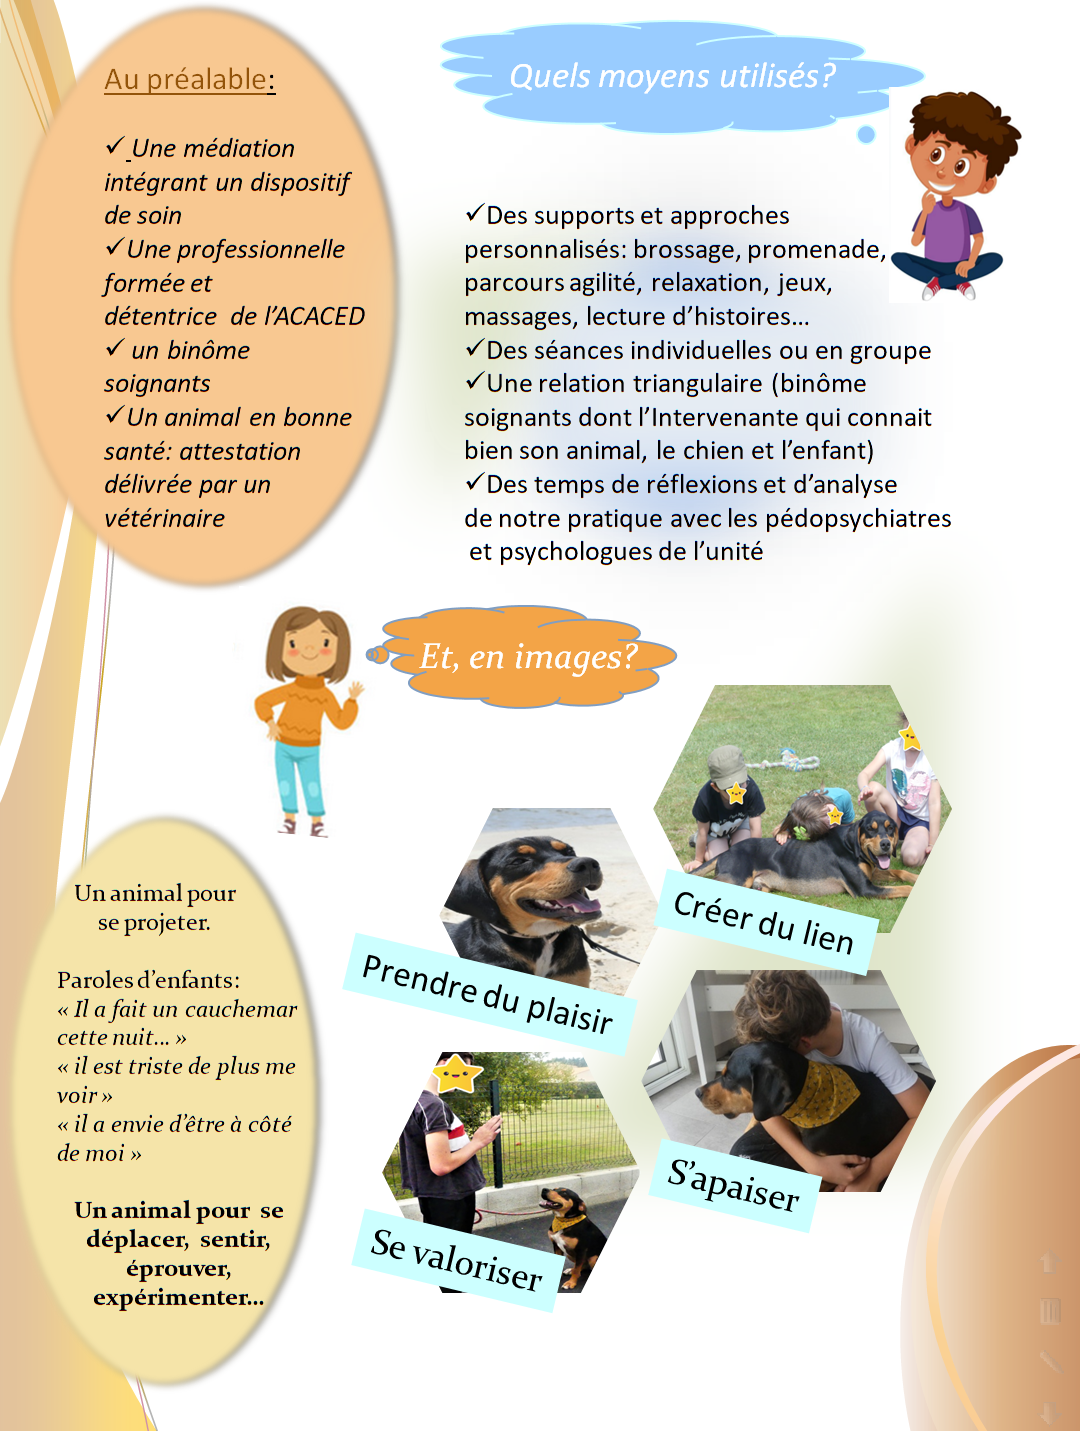 Au préalable:
✓ Une médiation
intégrant un dispositif
de soin
✓Une professionnelle
formée et
détentrice de l’ACACED
✓ un binôme
soignants
✓Un animal en bonne
santé: attestation
délivrée par un
vétérinaire
Quels moyens utilisés?
✓Des supports et approches
personnalisés: brossage, promenade,
parcours agilité, relaxation, jeux,
massages, lecture d’histoires…
✓Des séances individuelles ou en groupe
✓Une relation triangulaire (binôme
soignants dont l’Intervenante qui connait
bien son animal, le chien et l’enfant)
✓Des temps de réflexions et d’analyse
de notre pratique avec les pédopsychiatres
et psychologues de l’unité
Et, en images?
Créer du lien
Prendre du plaisir
S’apaiser
Se valoriser
Un animal pour
se projeter.
Paroles d’enfants:
« Il a fait un cauchemar
cette nuit... »
« il est triste de plus me
voir »
« il a envie d’être à côté
de moi »
Un animal pour se
déplacer, sentir,
éprouver,
expérimenter…